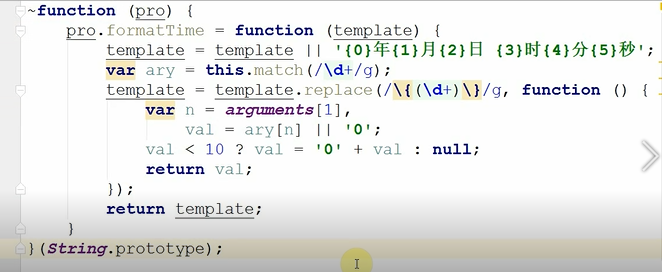 ~function (pro) {
    pro.formatTime = function (template) {
        template = template || '{0}年{1}月{2}日 {3}时{4}分{5}秒';
        var ary = this.match(/\d+/g);
        template = template.replace(/\{(\d+)\}/g, function () {
            var n = arguments[1],
                val = ary[n] || '0';
            val < 10 ? val = '0' + val : null;
            return val;
        });
        return template;
    }
}(String.prototype);